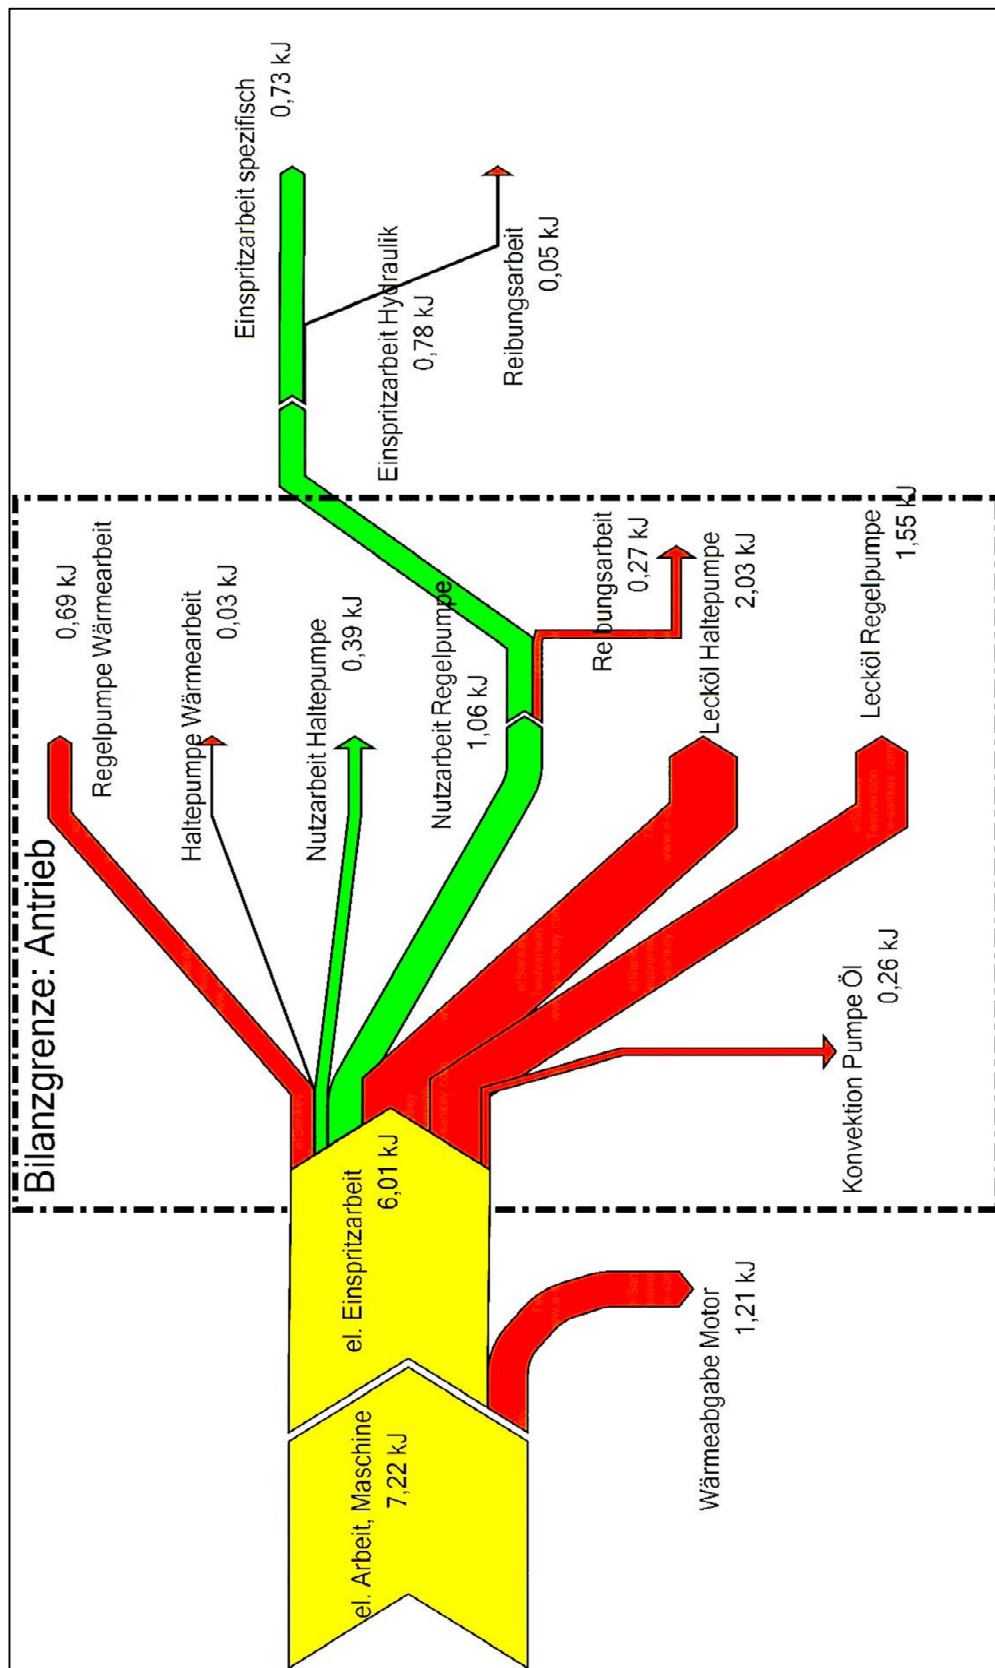 Bilanzgrenze: Antrieb
el. Arbeit, Maschine
7,22 kJ
el. Einspritzarbeit
6,01 kJ
Wärmeabgabe Motor
1,21 kJ
0,69 kJ
Regelpumpe Wärmearbeit
Haltepumpe Wärmearbeit
0,03 kJ
Nutzarbeit Haltepumpe
0,39 kJ
Nutzarbeit Regelpumpe
1,06 kJ
Reibungsarbeit
0,27 kJ
Lecköl Haltepumpe
2,03 kJ
Lecköl Regelpumpe
1,55 kJ
Konvektion Pumpe Öl
0,26 kJ
Einspritzarbeit spezifisch
0,73 kJ
Einspritzarbeit Hydraulik
0,78 kJ
Reibungsarbeit
0,05 kJ